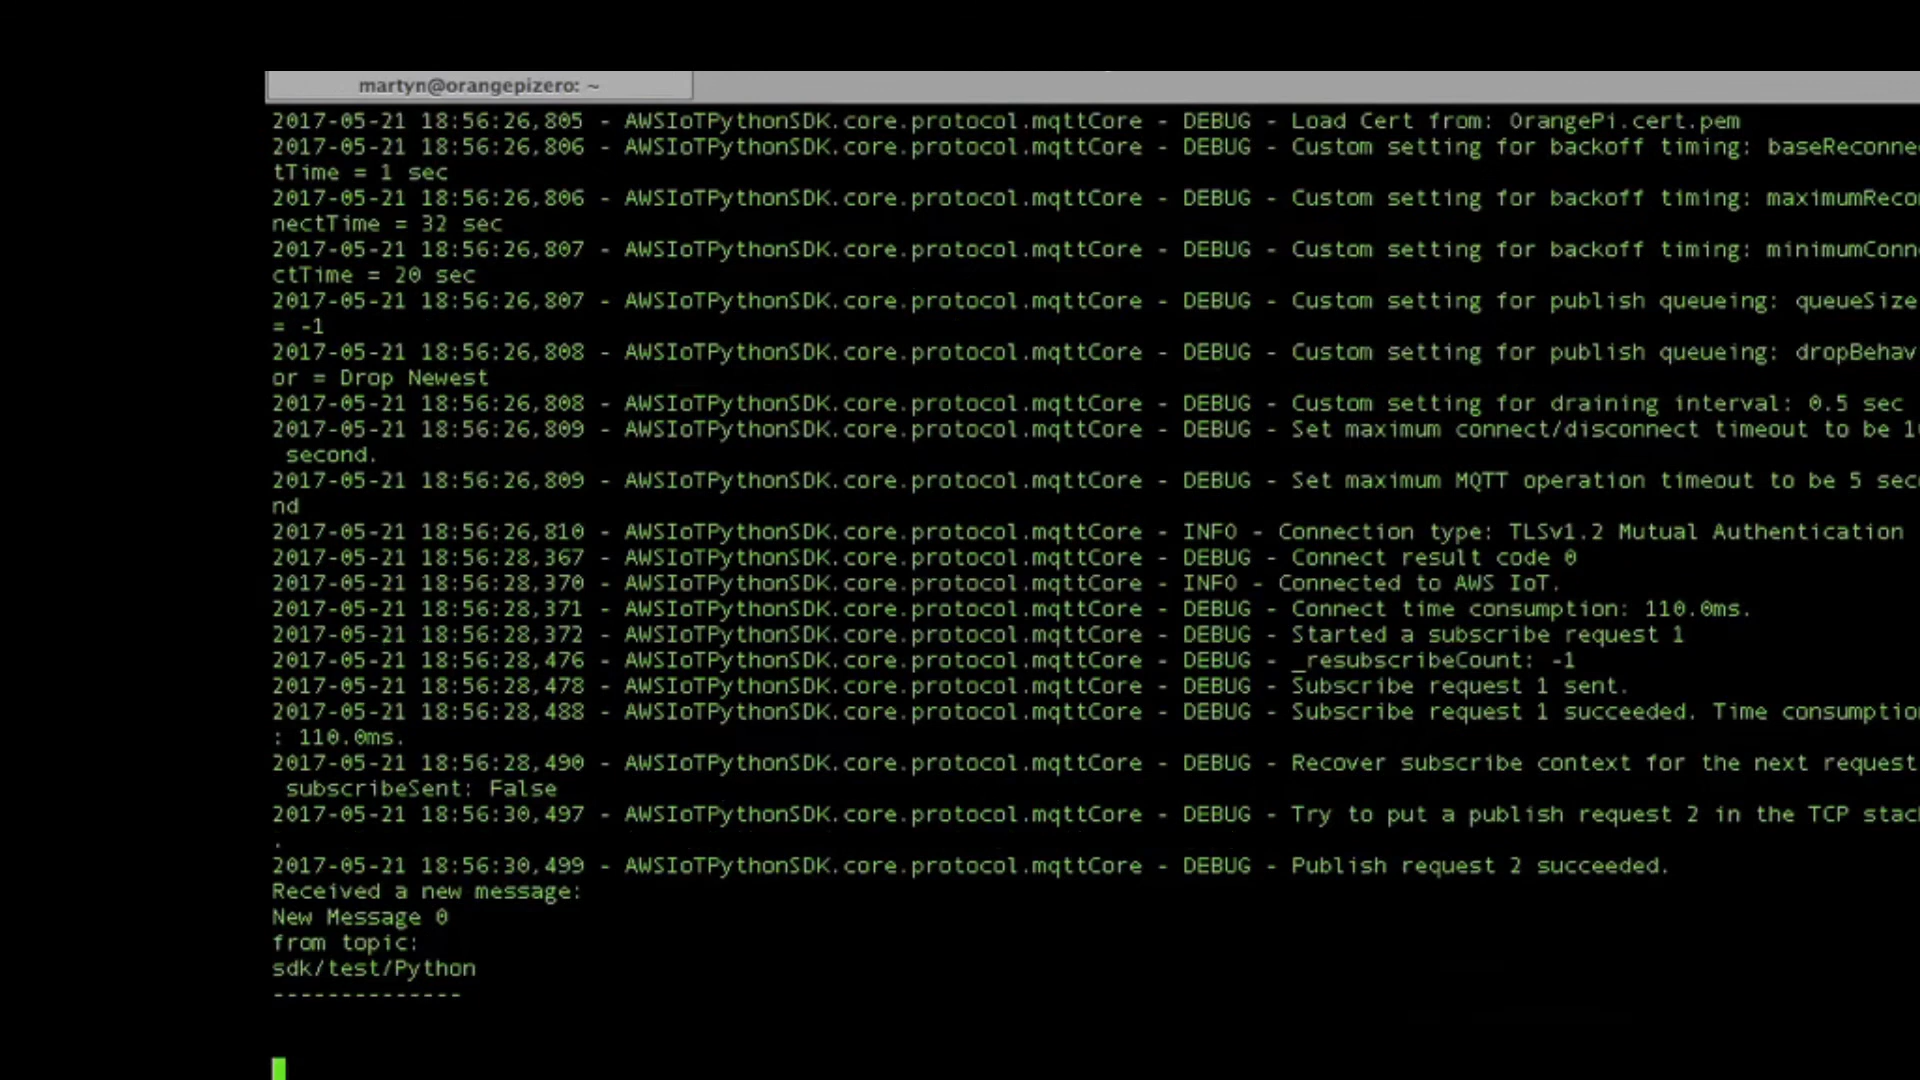 martyn@orangepizero: ~
2017-05-21 18:56:26,805 - AWSIoTPythonSDK.core.protocol.mqttCore - DEBUG - Load Cert from: OrangePi.cert.pem
2017-05-21 18:56:26,806 - AWSIoTPythonSDK.core.protocol.mqttCore - DEBUG - Custom setting for backoff timing: baseReconne
tTime = 1 sec
2017-05-21 18:56:26,806 - AWSIoTPythonSDK.core.protocol.mqttCore - DEBUG - Custom setting for backoff timing: maximumReco
nectTime = 32 sec
2017-05-21 18:56:26,807 - AWSIoTPythonSDK.core.protocol.mqttCore - DEBUG - Custom setting for backoff timing: minimumConn
ctTime = 20 sec
2017-05-21 18:56:26,807 - AWSIoTPythonSDK.core.protocol.mqttCore - DEBUG - Custom setting for publish queueing: queueSize
= -1
2017-05-21 18:56:26,808 - AWSIoTPythonSDK.core.protocol.mqttCore - DEBUG - Custom setting for publish queueing: dropBehav
or = Drop Newest
2017-05-21 18:56:26,808 - AWSIoTPythonSDK.core.protocol.mqttCore - DEBUG - Custom setting for draining interval: 0.5 sec
2017-05-21 18:56:26,809 - AWSIoTPythonSDK.core.protocol.mqttCore - DEBUG - Set maximum connect/disconnect timeout to be
second.
2017-05-21 18:56:26,809 - AWSIoTPythonSDK.core.protocol.mqttCore - DEBUG - Set maximum MQTT operation timeout to be 5 sec
nd
2017-05-21 18:56:26,810 - AWSIoTPythonSDK.core.protocol.mqttCore - INFO - Connection type: TLSv1.2 Mutual Authentication
2017-05-21 18:56:28,367 - AWSIoTPythonSDK.core.protocol.mqttCore - DEBUG - Connect result code 0
2017-05-21 18:56:28,370 - AWSIoTPythonSDK.core.protocol.mqttCore - INFO - Connected to AWS IoT.
2017-05-21 18:56:28,371 - AWSIoTPythonSDK.core.protocol.mqttCore - DEBUG - Connect time consumption: 110.0ms.
2017-05-21 18:56:28,372 - AWSIoTPythonSDK.core.protocol.mqttCore - DEBUG - Started a subscribe request 1
2017-05-21 18:56:28,476 - AWSIoTPythonSDK.core.protocol.mqttCore - DEBUG - _resubscribeCount: -1
2017-05-21 18:56:28,478 - AWSIoTPythonSDK.core.protocol.mqttCore - DEBUG - Subscribe request 1 sent.
2017-05-21 18:56:28,488 - AWSIoTPythonSDK.core.protocol.mqttCore - DEBUG - Subscribe request 1 succeeded. Time consumptio
: 110.0ms.
2017-05-21 18:56:28,490 - AWSIoTPythonSDK.core.protocol.mqttCore - DEBUG - Recover subscribe context for the next request
subscribeSent: False
2017-05-21 18:56:30,497 - AWSIoTPythonSDK.core.protocol.mqttCore - DEBUG - Try to put a publish request 2 in the TCP stac
.
2017-05-21 18:56:30,499 - AWSIoTPythonSDK.core.protocol.mqttCore - DEBUG - Publish request 2 succeeded.
Received a new message:
New Message 0
from topic:
sdk/test/Python
--------------